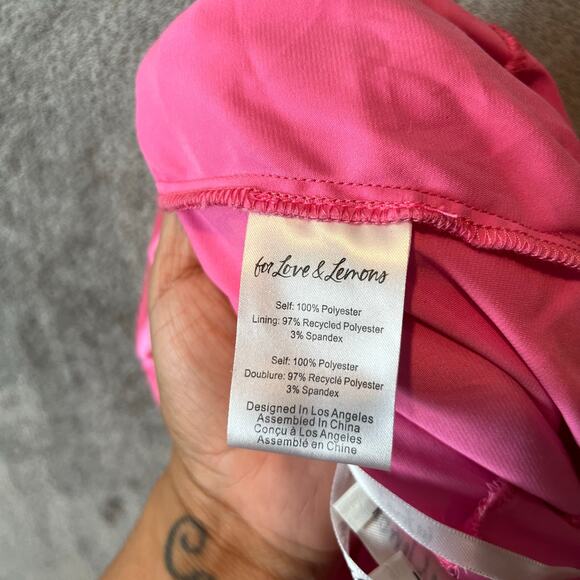 for Love & Lemons
Self: 100% Polyester
Lining: 97% Recycled Polyester
3% Spandex
Self: 100% Polyester
Doublure: 97% Recyclé Polyester
3% Spandex
Designed In Los Angeles
Assembled In China
Conçu à Los Angeles
Assemblé en Chine